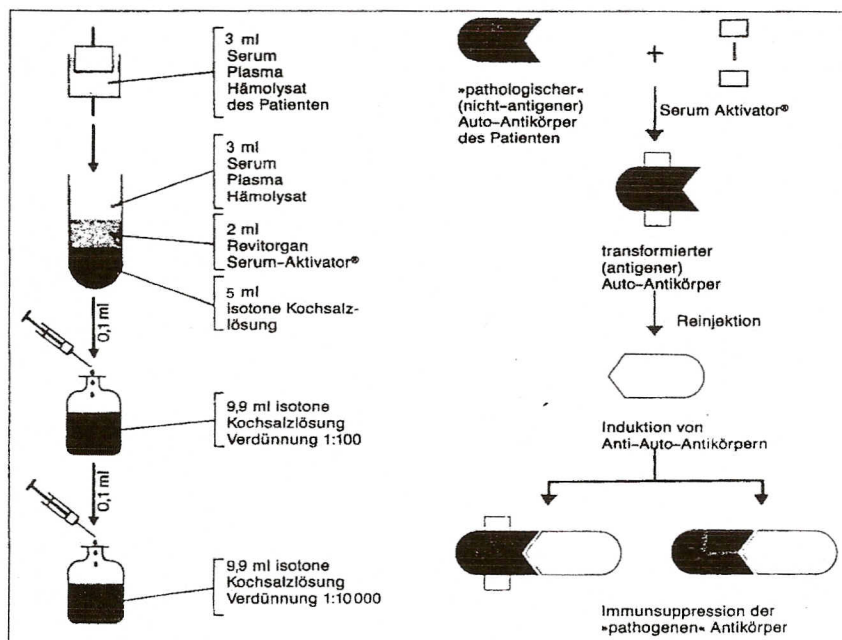 3 ml
Serum
Plasma
Hämolysat
des Patienten
3 ml
Serum
Plasma
Hämolysat
2 ml
Revitorgan
Serum-Aktivator®
5 ml
isotone Kochsalz-
lösung
0,1 ml
9,9 ml isotone
Kochsalzlösung
Verdünnung 1:100
0,1 ml
9,9 ml isotone
Kochsalzlösung
Verdünnung 1:10 000
+
»pathologischer«
(nicht-antigener)
Auto-Antikörper
des Patienten
Serum Aktivator®
transformierter
(antigener)
Auto-Antikörper
Reinjektion
Induktion von
Anti-Auto-Antikörpern
Immunsuppression der
»pathogenen« Antikörper